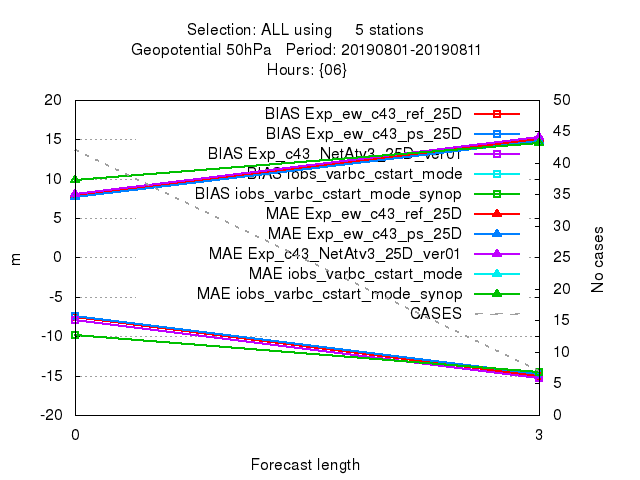 Selection: ALL using 5 stations
Geopotential 50hPa Period: 20190801-20190811
Hours: {06}
20
15
10
5
0
-5
-10
-15
-20
m
50
45
40
35
30
25
20
15
10
5
0
No cases
BIAS Exp_ew_c43_ref_25D
BIAS Exp_ew_c43_ps_25D
BIAS Exp_c43_NetAtv3_25D_ver01
BIAS iobs_varbc_cstart_mode
BIAS iobs_varbc_cstart_mode_synop
MAE Exp_ew_c43_ref_25D
MAE Exp_ew_c43_ps_25D
MAE Exp_c43_NetAtv3_25D_ver01
MAE iobs_varbc_cstart_mode
MAE iobs_varbc_cstart_mode_synop
CASES
0 3
Forecast length